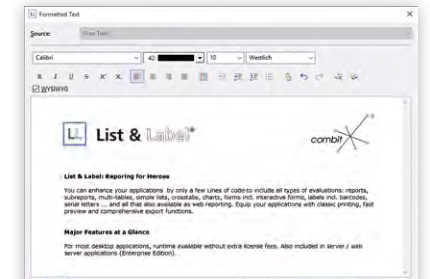 Formatted Text
Source: Free Text
Calibri 42: 10 Westlich
B I U S X X
WYSIWYG
LL List & Label®
combit
List & Label: Reporing for Heroes
You can enhance your applications by only a few lines of code to include all types of evaluations: reports,
subreports, multi-tables, simple lists, crosstabs, charts, forms incl. interactive forms, labels incl. barcodes,
serial letters ... and all that also available as web reporting. Equip your applications with classic printing, fast
preview and comprehensive export functions.
Major Features at a Glance
For most desktop applications, runtime available without extra license fees. Also included in server / web
server applications (Enterprise Edition).